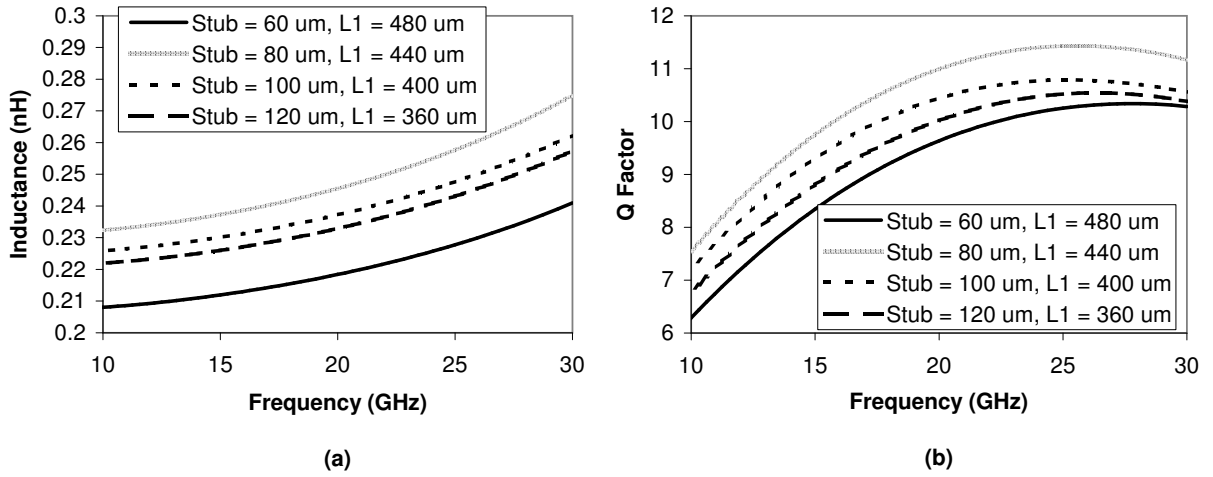 0.3
0.29
0.28
0.27
0.26
0.25
0.24
0.23
0.22
0.21
0.2
Inductance (nH)
Stub = 60 um, L1 = 480 um
Stub = 80 um, L1 = 440 um
Stub = 100 um, L1 = 400 um
Stub = 120 um, L1 = 360 um
10 15 20 25 30
Frequency (GHz)
(a)
12
11
10
9
8
7
6
Q Factor
Stub = 60 um, L1 = 480 um
Stub = 80 um, L1 = 440 um
Stub = 100 um, L1 = 400 um
Stub = 120 um, L1 = 360 um
10 15 20 25 30
Frequency (GHz)
(b)